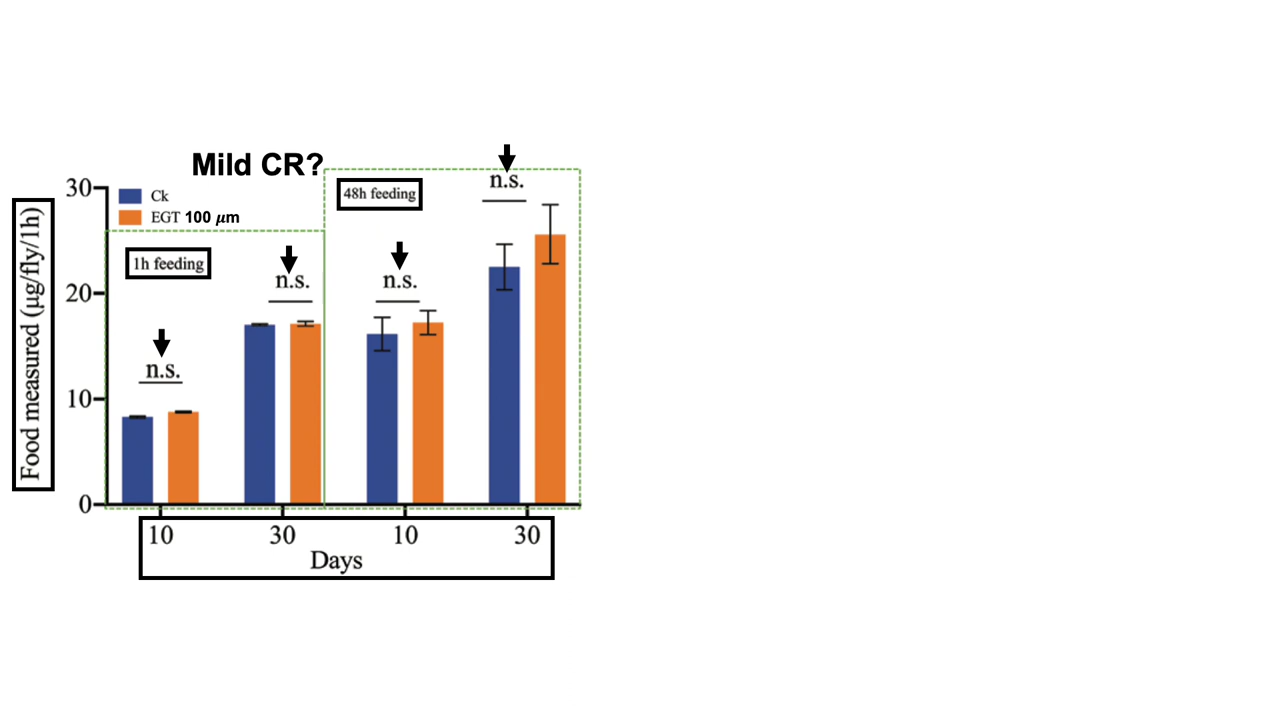 Mild CR?
n.s.
30
Ck
48h feeding
EGT 100 μm
1h feeding
n.s.
n.s.
20
n.s.
10
0
Food measured (μg/fly/1h)
10 30 10 30
Days